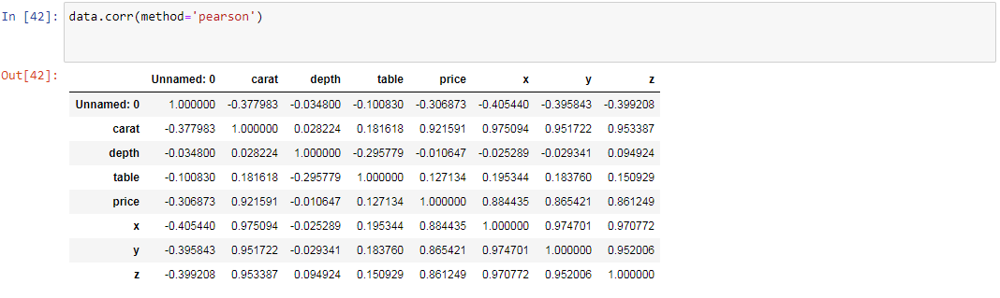 In [42]: data.corr(method='pearson')
Out[42]:
Unnamed: 0 carat depth table price x y z
Unnamed: 0 1.000000 -0.377983 -0.034800 -0.100830 -0.306873 -0.405440 -0.395843 -0.399208
carat -0.377983 1.000000 0.028224 0.181618 0.921591 0.975094 0.951722 0.953387
depth -0.034800 0.028224 1.000000 -0.295779 -0.010647 -0.025289 -0.029341 0.094924
table -0.100830 0.181618 -0.295779 1.000000 0.127134 0.195344 0.183760 0.150929
price -0.306873 0.921591 -0.010647 0.127134 1.000000 0.884435 0.865421 0.861249
x -0.405440 0.975094 -0.025289 0.195344 0.884435 1.000000 0.974701 0.970772
y -0.395843 0.951722 -0.029341 0.183760 0.865421 0.974701 1.000000 0.952006
z -0.399208 0.953387 0.094924 0.150929 0.861249 0.970772 0.952006 1.000000